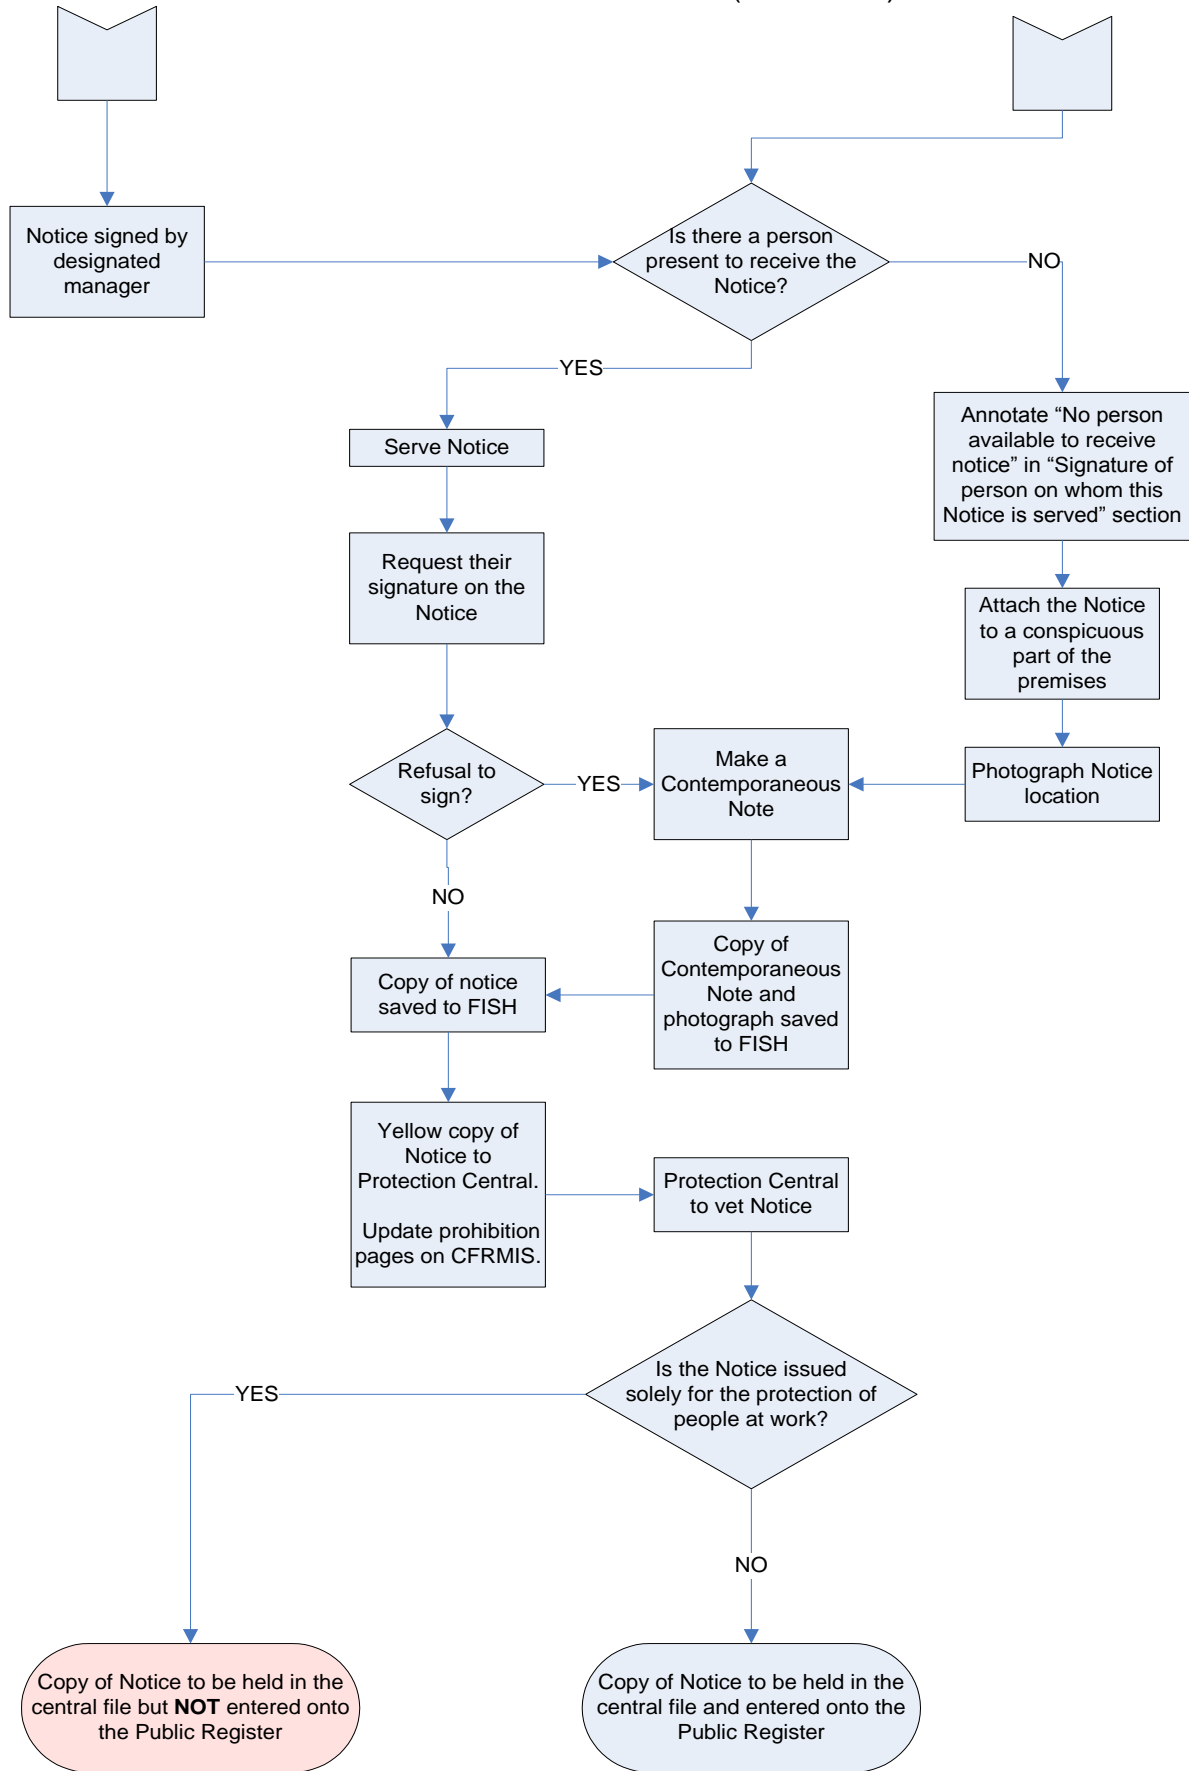 Notice signed by
designated
manager
Is there a person
present to receive the
Notice?
NO
YES
Serve Notice
Annotate “No person
available to receive
notice” in “Signature of
person on whom this
Notice is served” section
Request their
signature on the
Notice
Attach the Notice
to a conspicuous
part of the
premises
Refusal to
sign?
YES
Make a
Contemporaneous
Note
Photograph Notice
location
NO
Copy of notice
saved to FISH
Copy of
Contemporaneous
Note and
photograph saved
to FISH
Yellow copy of
Notice to
Protection Central.
Update prohibition
pages on CFRMIS.
Protection Central
to vet Notice
Is the Notice issued
solely for the protection of
people at work?
YES
NO
Copy of Notice to be held in the
central file but NOT entered onto
the Public Register
Copy of Notice to be held in the
central file and entered onto the
Public Register